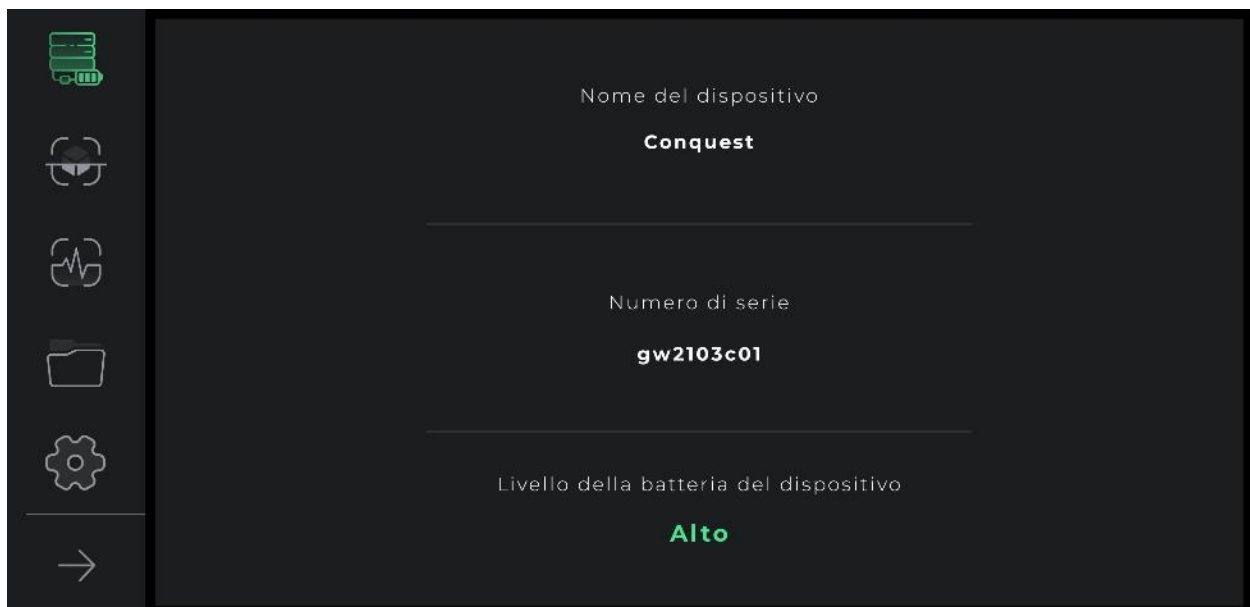 Nome del dispositivo
Conquest
Numero di serie
gw2103c01
Livello della batteria del dispositivo
Alto